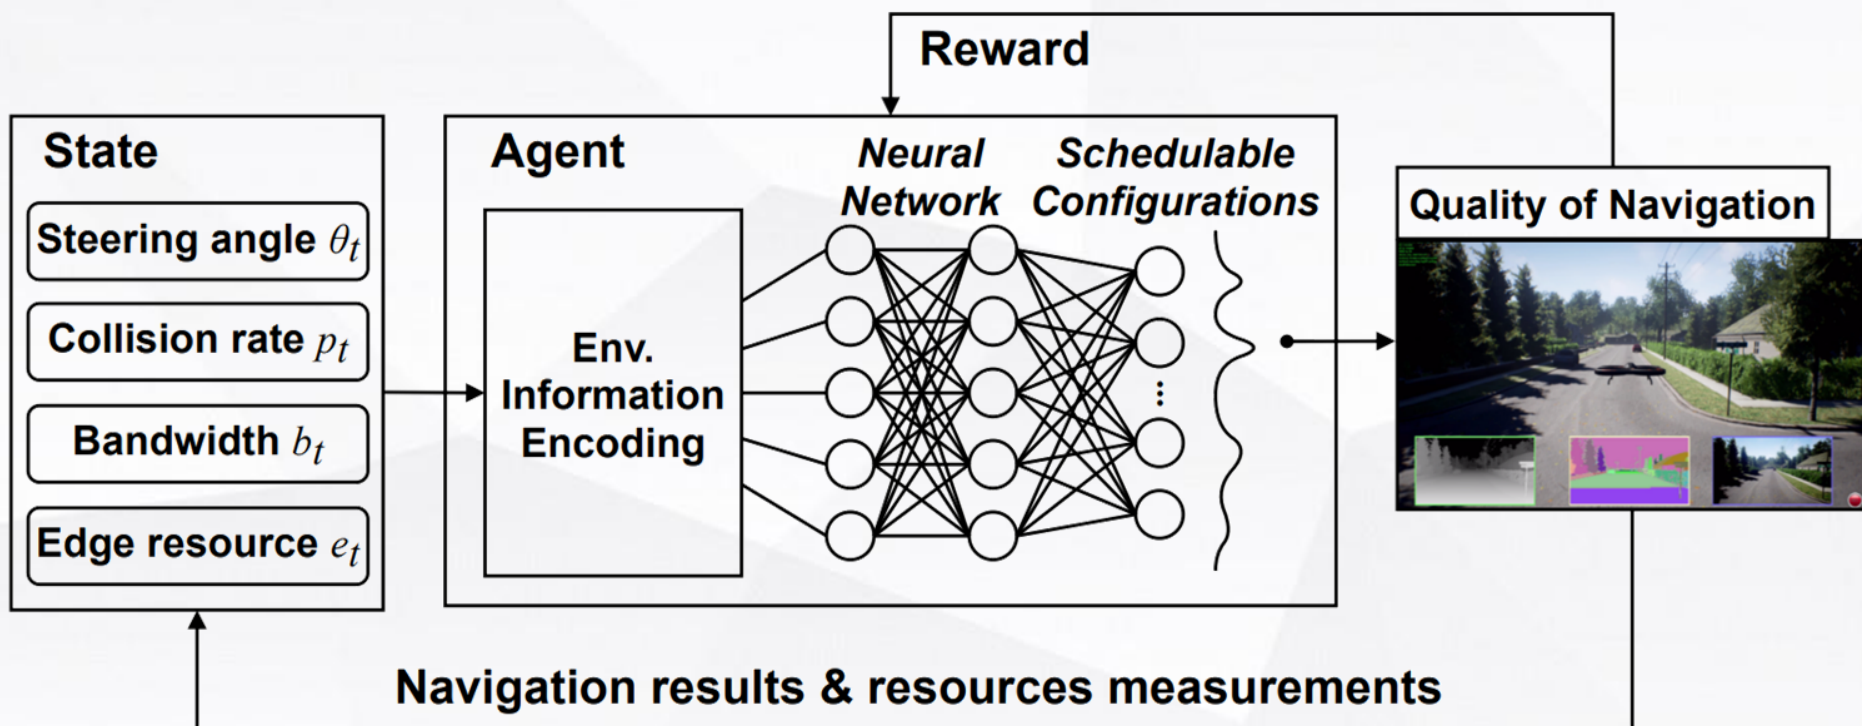 Reward
State
Steering angle θt
Collision rate pt
Bandwidth bt
Edge resource et
Agent
Env.
Information
Encoding
Neural
Network
Schedulable
Configurations
...
Quality of Navigation
Navigation results & resources measurements